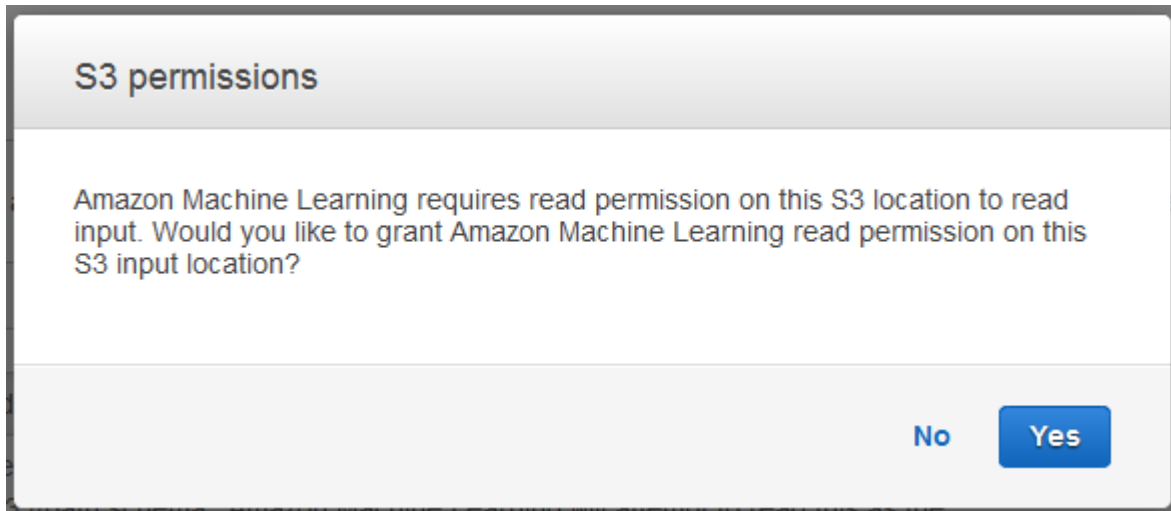 S3 permissions
Amazon Machine Learning requires read permission on this S3 location to read
input. Would you like to grant Amazon Machine Learning read permission on this
S3 input location?
No
Yes